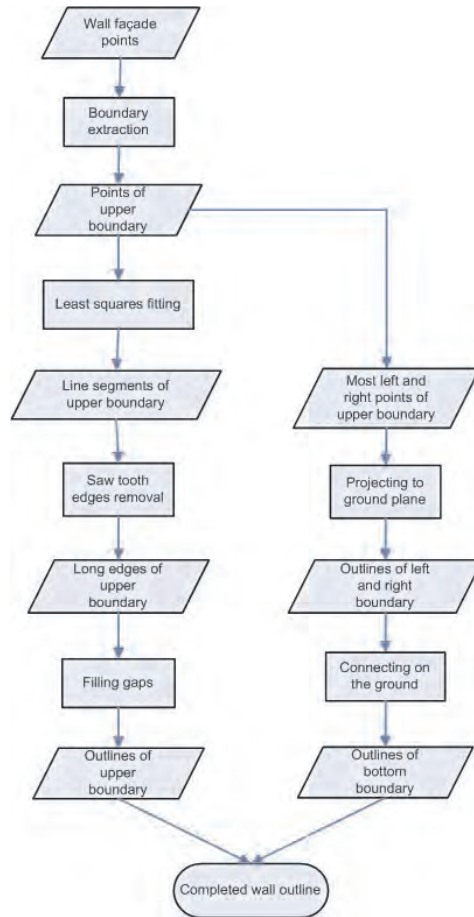 Wall façade
points
Boundary
extraction
Points of
upper
boundary
Least squares fitting
Line segments of
upper boundary
Most left and
right points of
upper boundary
Saw tooth
edges removal
Projecting to
ground plane
Long edges of
upper
boundary
Outlines of left
and right
boundary
Filling gaps
Connecting on
the ground
Outlines of
upper
boundary
Outlines of
bottom
boundary
Completed wall outline